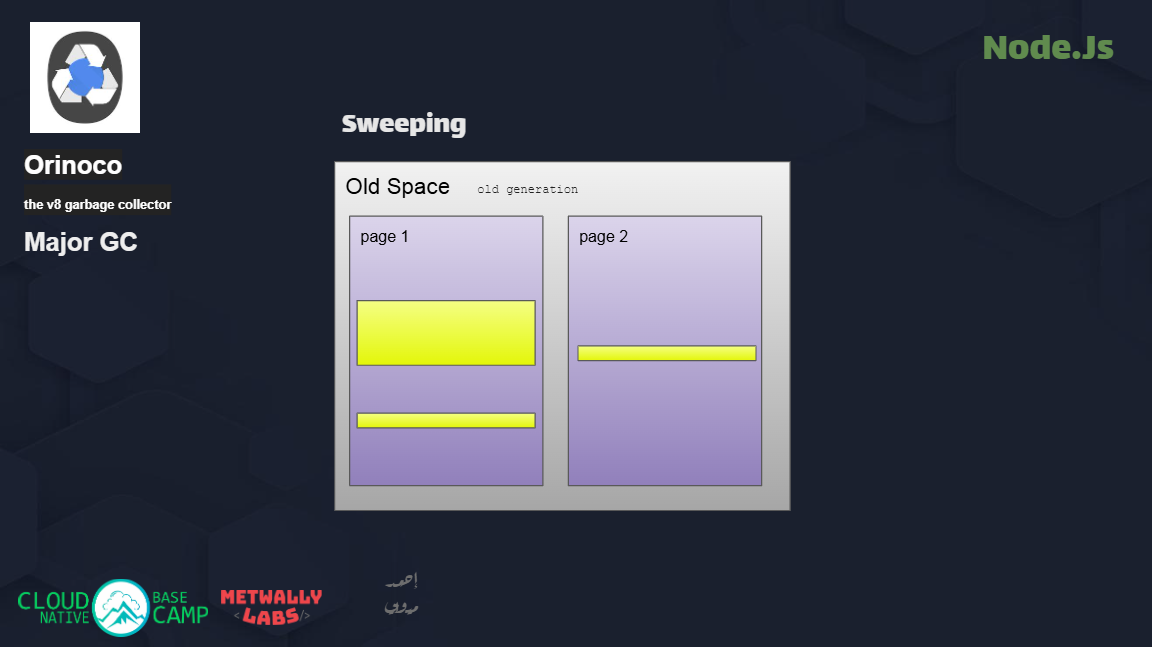 Node.Js
Orinoco
the v8 garbage collector
Major GC
Sweeping
Old Space
old generation
page 1
page 2
CLOUD NATIVE
BASE CAMP
METWALLY
<LABS/>
أحمد